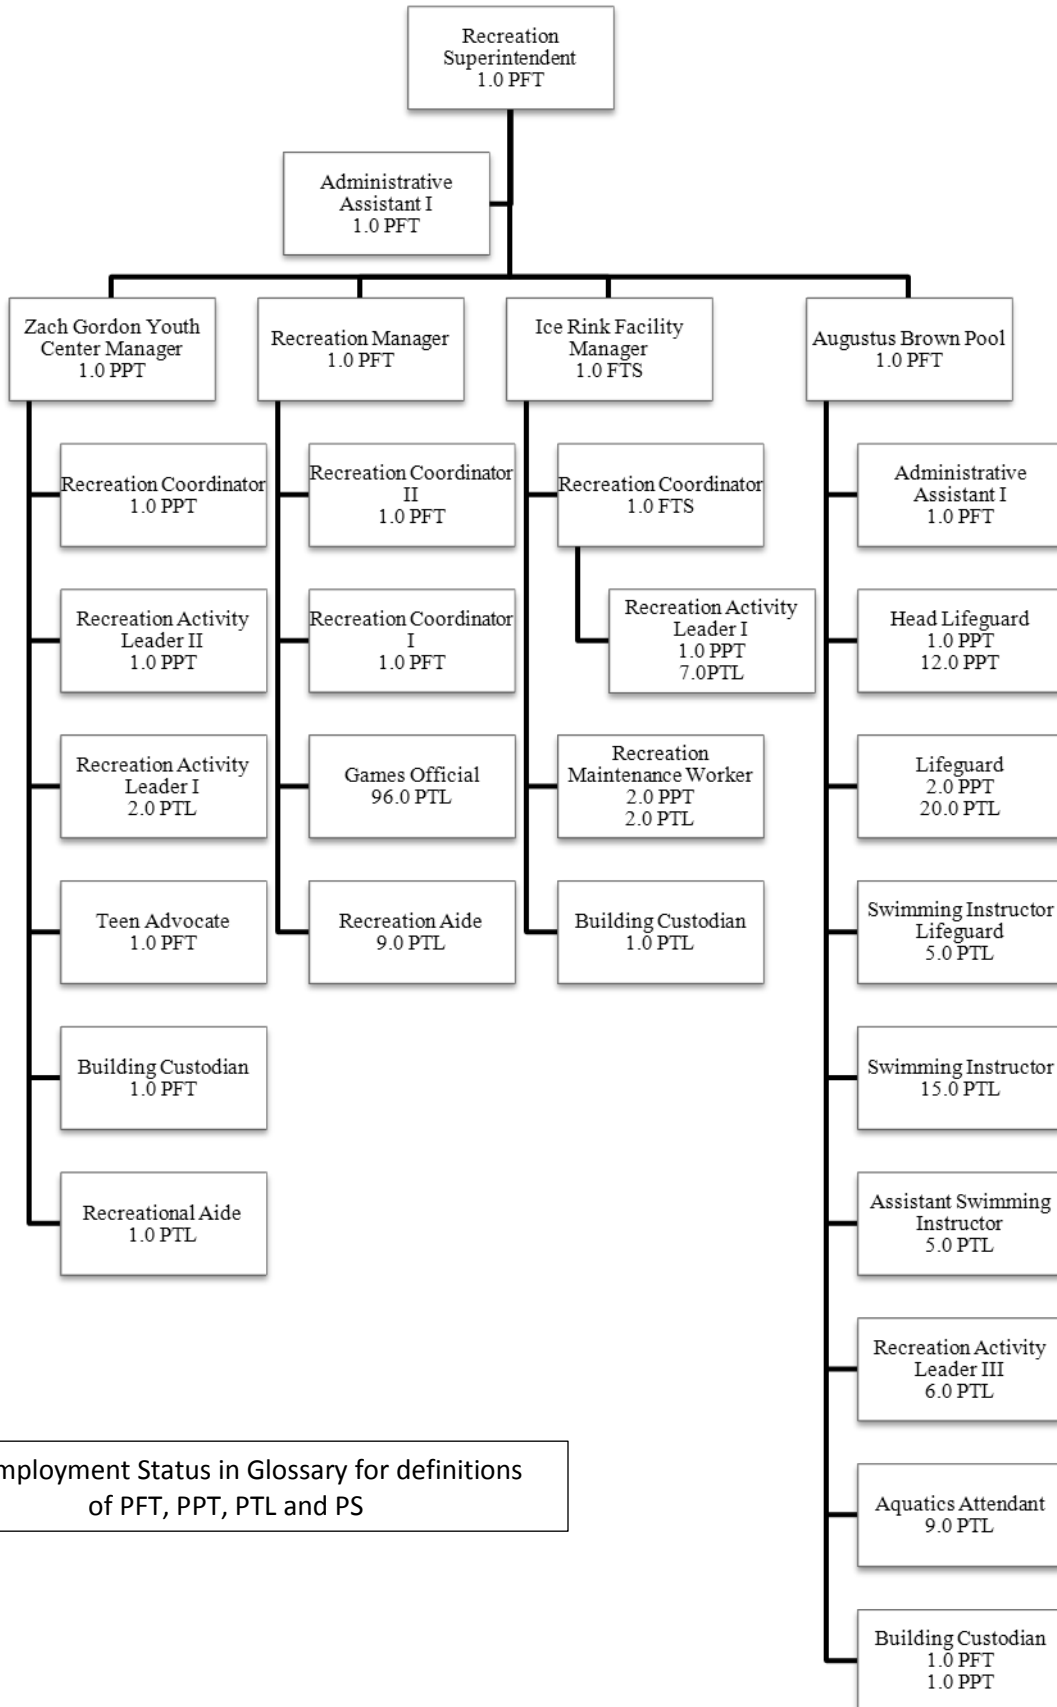 Recreation
Superintendent
1.0 PFT
Administrative
Assistant I
1.0 PFT
Zach Gordon Youth
Center Manager
1.0 PPT
Recreation Manager
1.0 PFT
Ice Rink Facility
Manager
1.0 FTS
Augustus Brown Pool
1.0 PFT
Recreation Coordinator
1.0 PPT
Recreation Activity
Leader II
1.0 PPT
Recreation Activity
Leader I
2.0 PTL
Teen Advocate
1.0 PFT
Building Custodian
1.0 PFT
Recreational Aide
1.0 PTL
Recreation Coordinator
II
1.0 PFT
Recreation Coordinator
I
1.0 PFT
Games Official
96.0 PTL
Recreation Aide
9.0 PTL
Recreation Coordinator
1.0 FTS
Recreation Activity
Leader I
1.0 PPT
7.0PTL
Recreation
Maintenance Worker
2.0 PPT
2.0 PTL
Building Custodian
1.0 PTL
Administrative
Assistant I
1.0 PFT
Head Lifeguard
1.0 PPT
12.0 PPT
Lifeguard
2.0 PPT
20.0 PTL
Swimming Instructor
Lifeguard
5.0 PTL
Swimming Instructor
15.0 PTL
Assistant Swimming
Instructor
5.0 PTL
Recreation Activity
Leader III
6.0 PTL
Aquatics Attendant
9.0 PTL
Building Custodian
1.0 PFT
1.0 PPT
mployment Status in Glossary for definitions
of PFT, PPT, PTL and PS